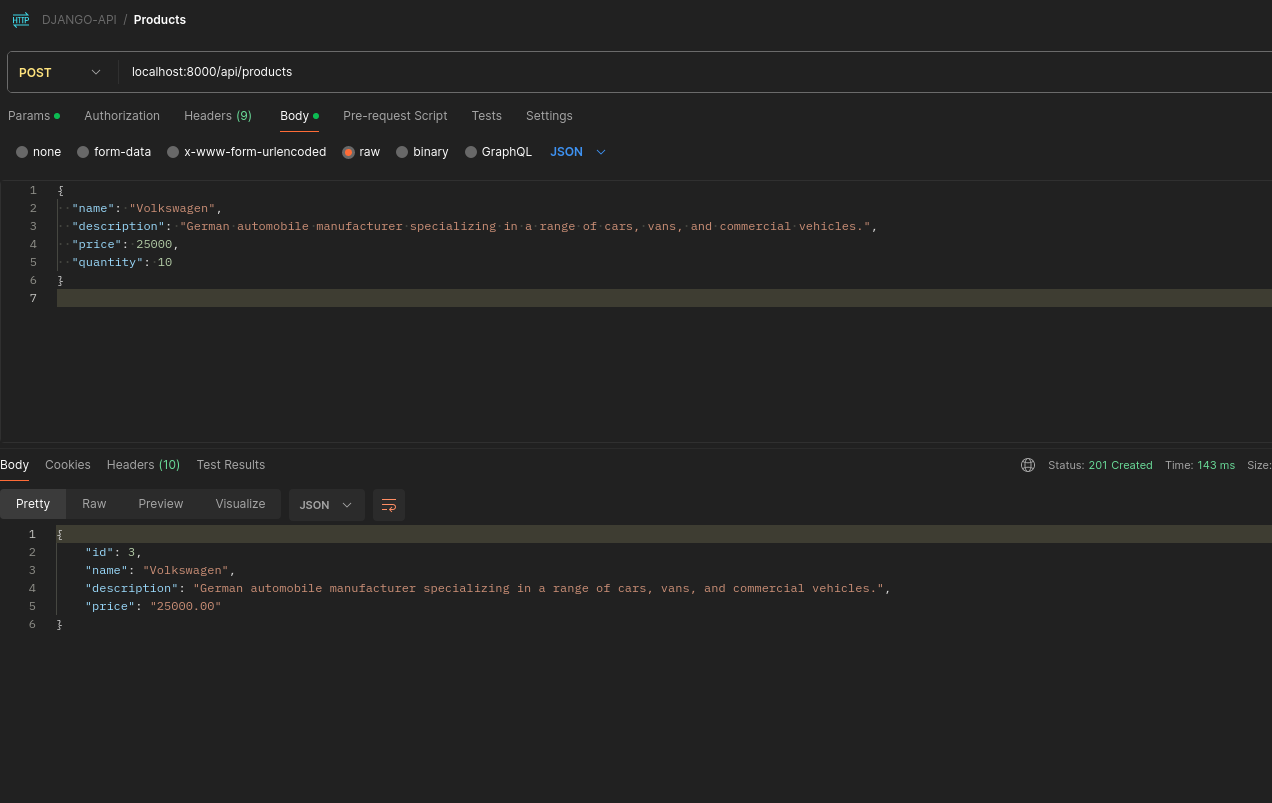 HTTP DJANGO-API / Products
POST localhost:8000/api/products
Params Authorization Headers (9) Body Pre-request Script Tests Settings
none form-data x-www-form-urlencoded raw binary GraphQL JSON
1 {
2 "name": "Volkswagen",
3 "description": "German automobile manufacturer specializing in a range of cars, vans, and commercial vehicles.",
4 "price": 25000,
5 "quantity": 10
6 }
7
Body Cookies Headers (10) Test Results Status: 201 Created Time: 143 ms Size:
Pretty Raw Preview Visualize JSON
1 {
2 "id": 3,
3 "name": "Volkswagen",
4 "description": "German automobile manufacturer specializing in a range of cars, vans, and commercial vehicles.",
5 "price": "25000.00"
6 }